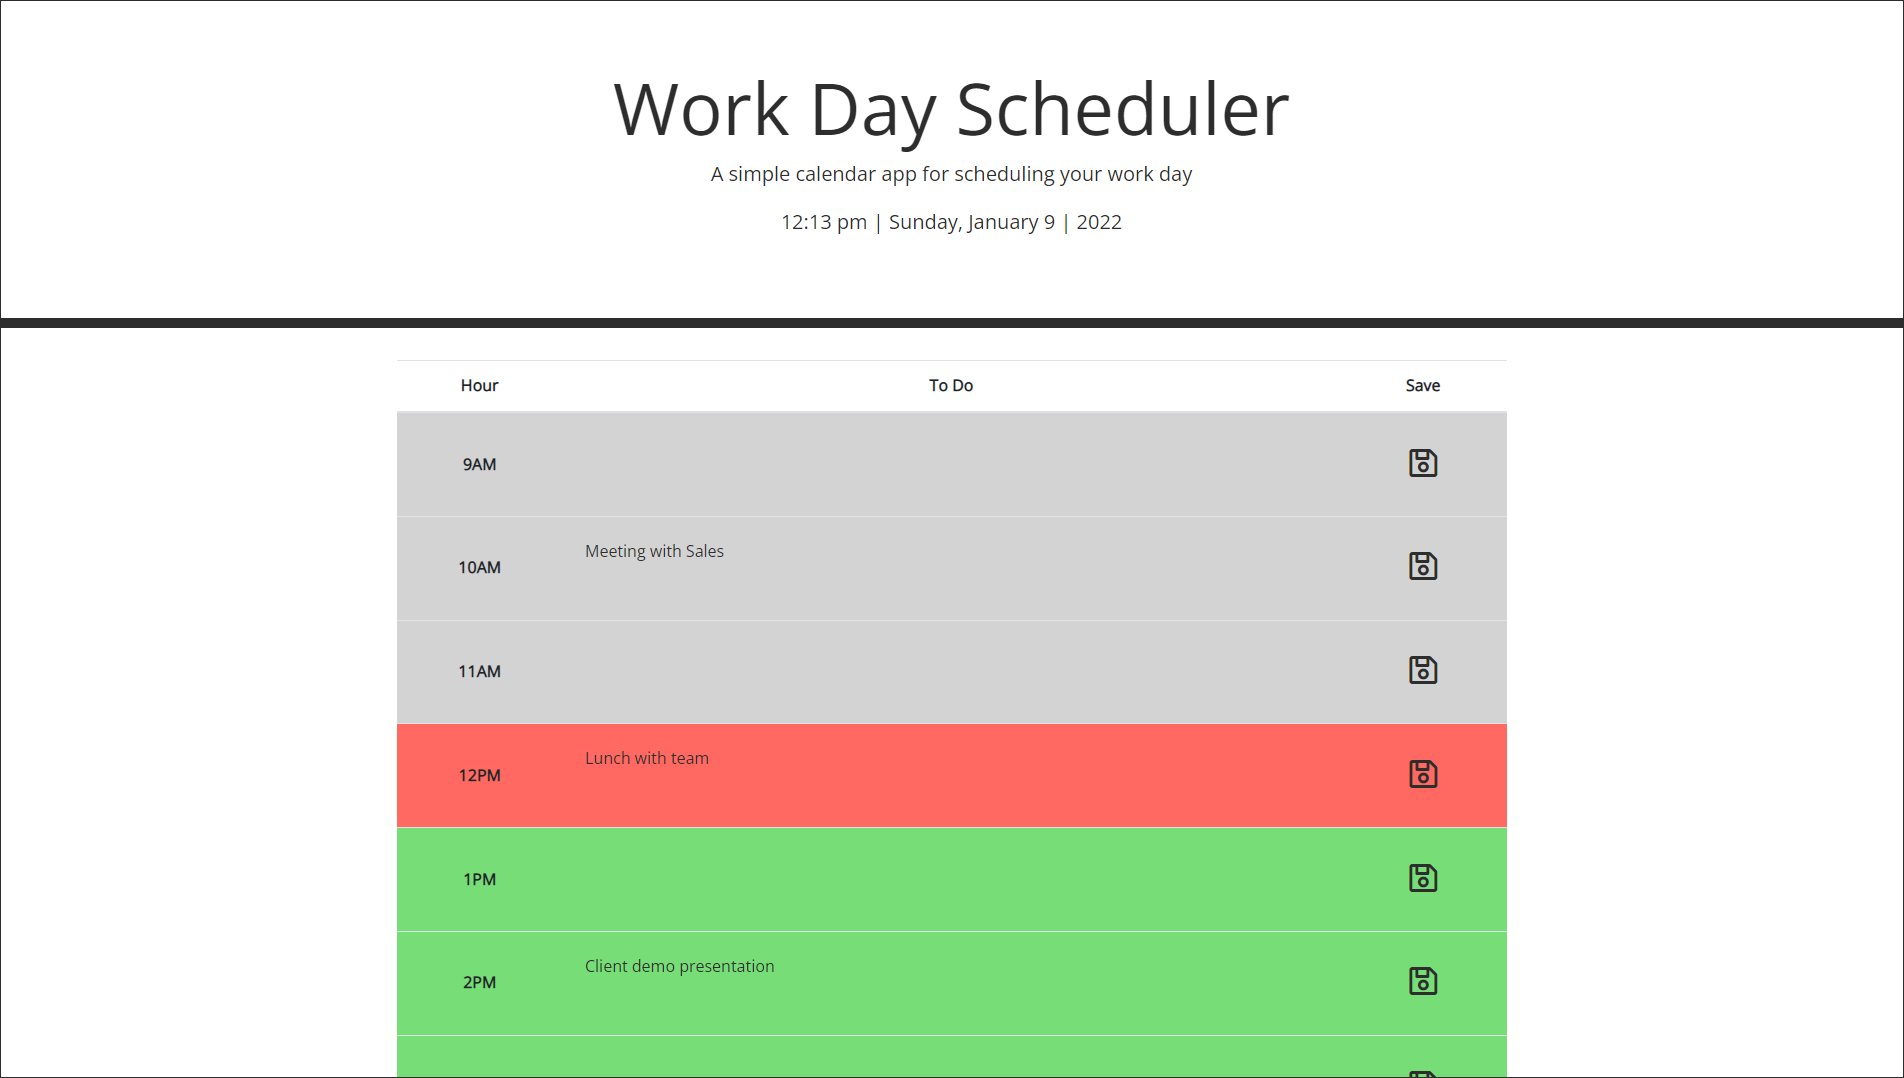 Work Day Scheduler
A simple calendar app for scheduling your work day
12:13 pm | Sunday, January 9 | 2022
Hour To Do Save
9AM
10AM Meeting with Sales
11AM
12PM Lunch with team
1PM
2PM Client demo presentation